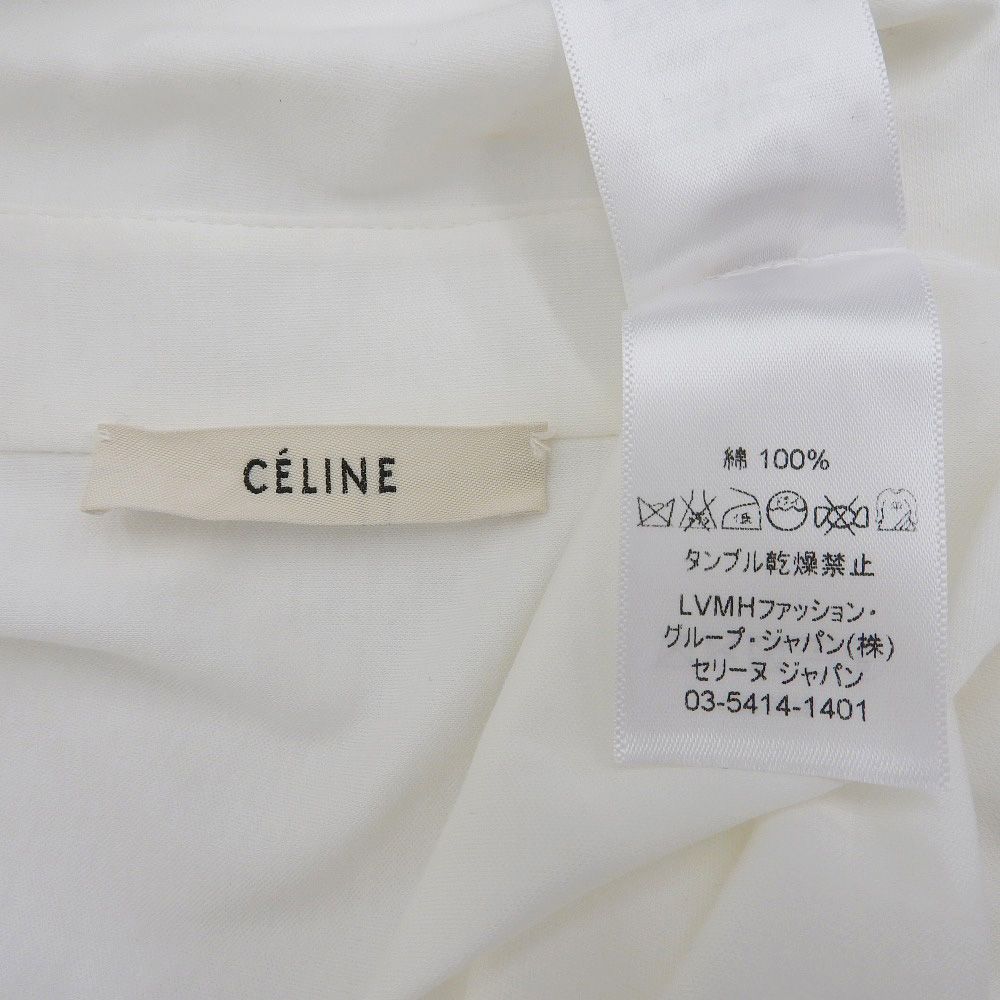 CÉLINE
綿 100%
低
タンブル乾燥禁止
LVMHファッション・
グループ・ジャパン(株)
セリーヌ ジャパン
03-5414-1401